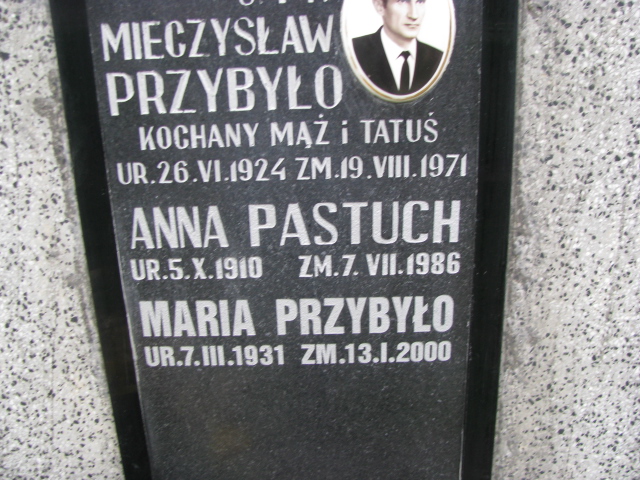 MIECZYSŁAW
PRZYBYŁO
KOCHANY MĄŻ i TATUŚ
UR.26.VI.1924 ZM.19.VIII.1971
ANNA PASTUCH
UR.5.X.1910 ZM.7.VII.1986
MARIA PRZYBYŁO
UR.7.III.1931 ZM.13.I.2000